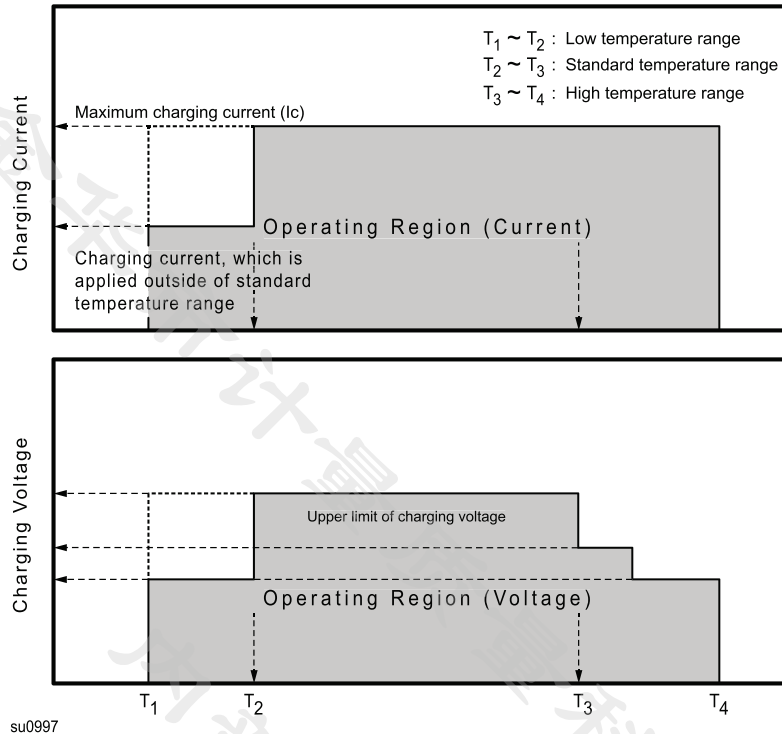 T1 ~ T2 : Low temperature range
T2 ~ T3 : Standard temperature range
T3 ~ T4 : High temperature range
Charging Current
Maximum charging current (Ic)
Operating Region (Current)
Charging current, which is
applied outside of standard
temperature range
Charging Voltage
Upper limit of charging voltage
Operating Region (Voltage)
T1
T2
T3
T4
su0997